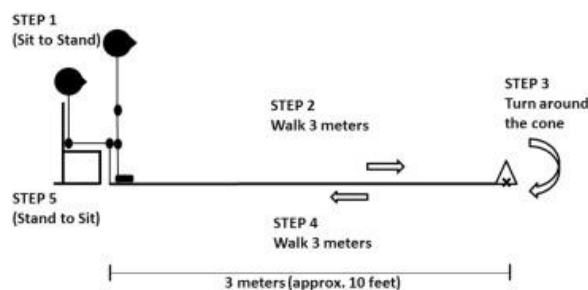 STEP 1
(Sit to Stand)
STEP 2
Walk 3 meters
STEP 3
Turn around
the cone
STEP 5
(Stand to Sit)
STEP 4
Walk 3 meters
3 meters (approx. 10 feet)